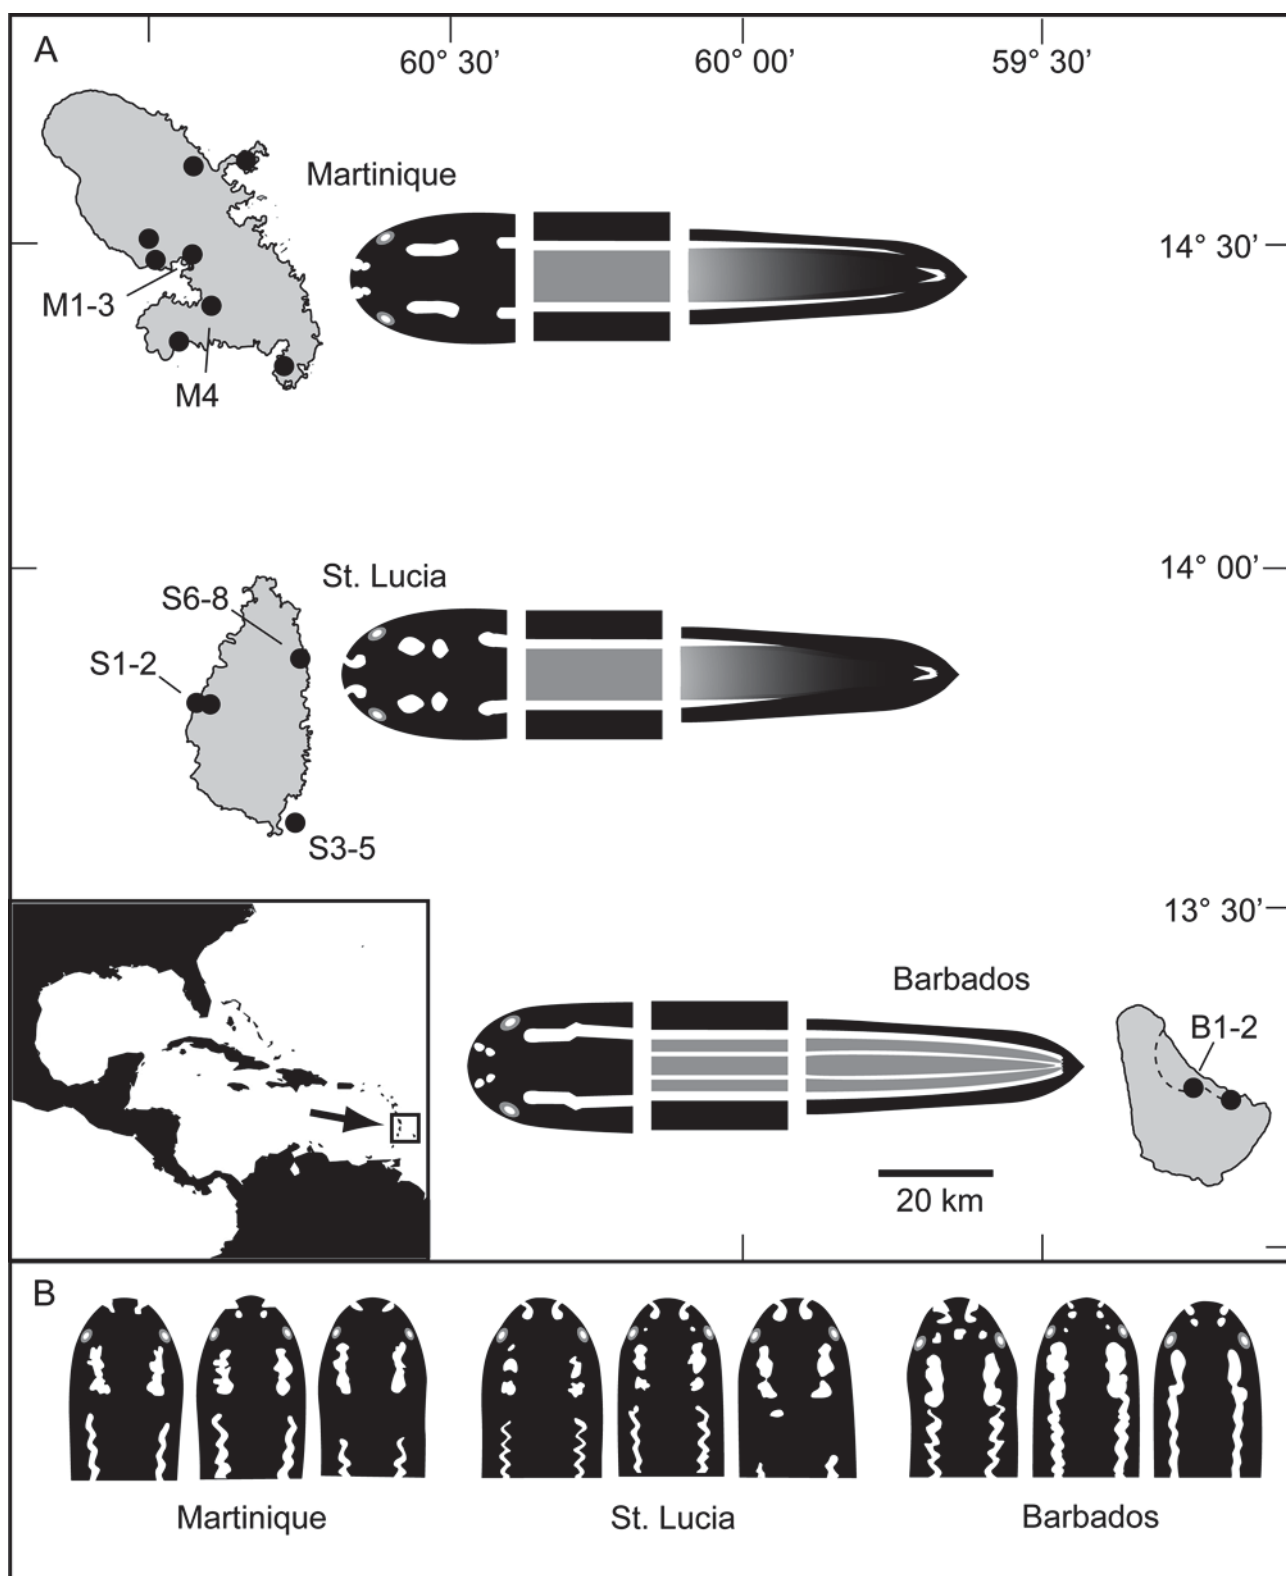 A
60° 30’
60° 00’
59° 30’
Martinique
14° 30’
M1-3
M4
14° 00’
St. Lucia
S6-8
S1-2
S3-5
13° 30’
Barbados
B1-2
20 km
B
Martinique
St. Lucia
Barbados